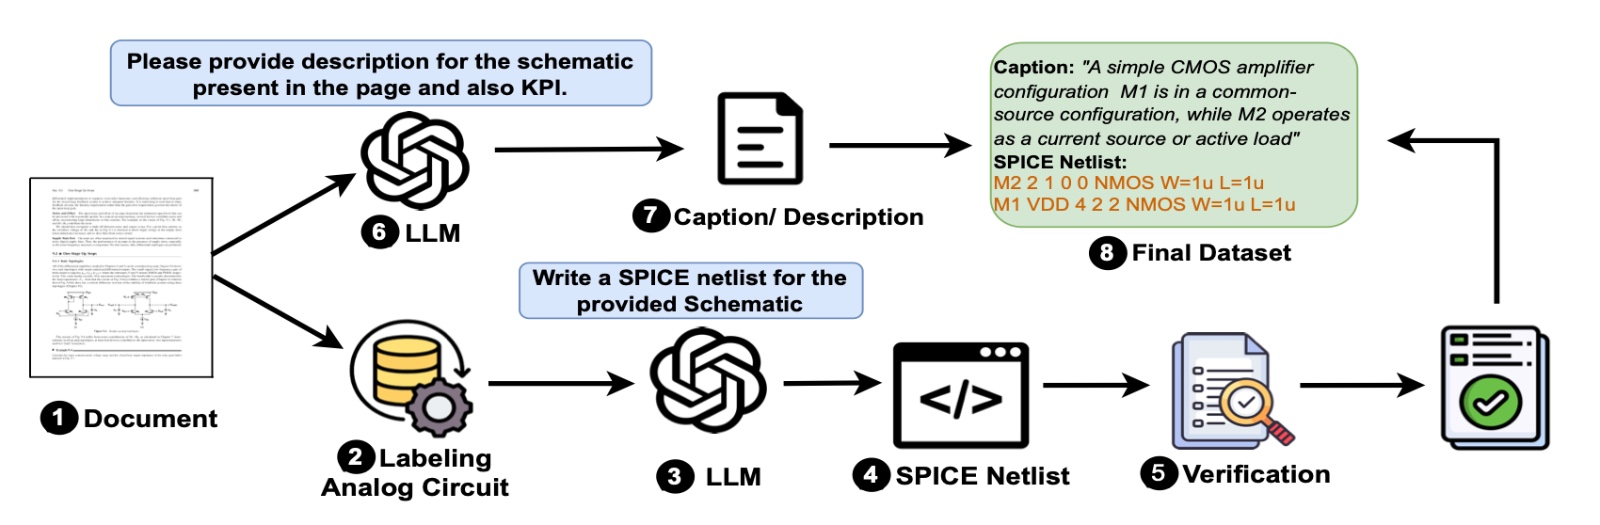 Please provide description for the schematic
present in the page and also KPI.
6 LLM
7 Caption/ Description
Caption: "A simple CMOS amplifier
configuration M1 is in a common-
source configuration, while M2 operates
as a current source or active load"
SPICE Netlist:
M2 2 1 0 0 NMOS W=1u L=1u
M1 VDD 4 2 2 NMOS W=1u L=1u
8 Final Dataset
1 Document
2 Labeling
Analog Circuit
Write a SPICE netlist for the
provided Schematic
3 LLM
</>
4 SPICE Netlist
5 Verification